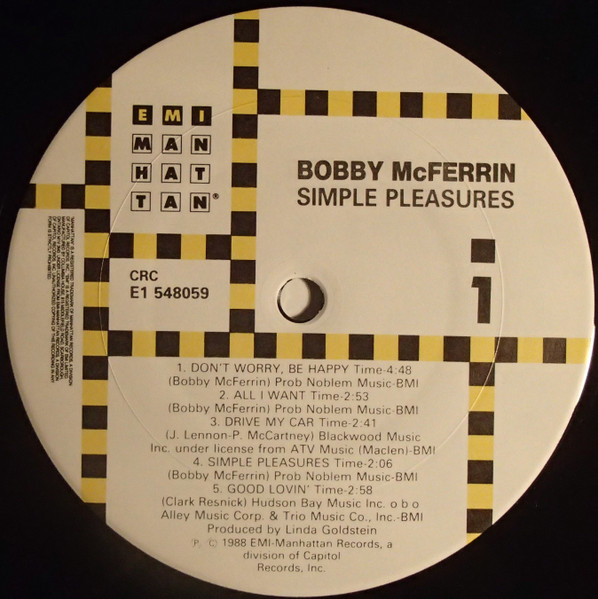 EMI
MAN
HAT
TAN®
BOBBY McFERRIN
SIMPLE PLEASURES
CRC
E1 548059
1
1. DON'T WORRY, BE HAPPY Time-4:48
(Bobby McFerrin) Prob Noblem Music-BMI
2. ALL I WANT Time-2:53
(Bobby McFerrin) Prob Noblem Music-BMI
3. DRIVE MY CAR Time-2:41
(J. Lennon-P. McCartney) Blackwood Music
Inc. under license from ATV Music (Maclen)-BMI
4. SIMPLE PLEASURES Time-2:06
(Bobby McFerrin) Prob Noblem Music-BMI
5. GOOD LOVIN' Time-2:58
(Clark Resnick) Hudson Bay Music Inc. o b o
Alley Music Corp. & Trio Music Co., Inc.-BMI
Produced by Linda Goldstein
℗ © 1988 EMI-Manhattan Records, a
division of Capitol
Records, Inc.